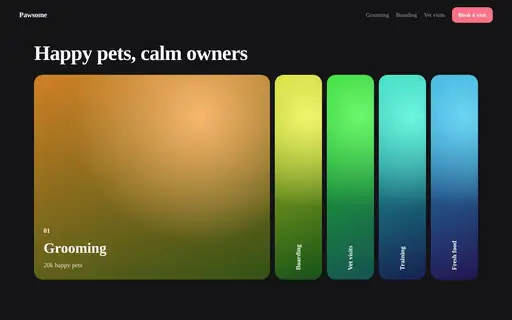 Pawsome
Grooming Boarding Vet visits Book a visit
Happy pets, calm owners
01
Grooming
20k happy pets
Boarding
Vet visits
Training
Fresh food